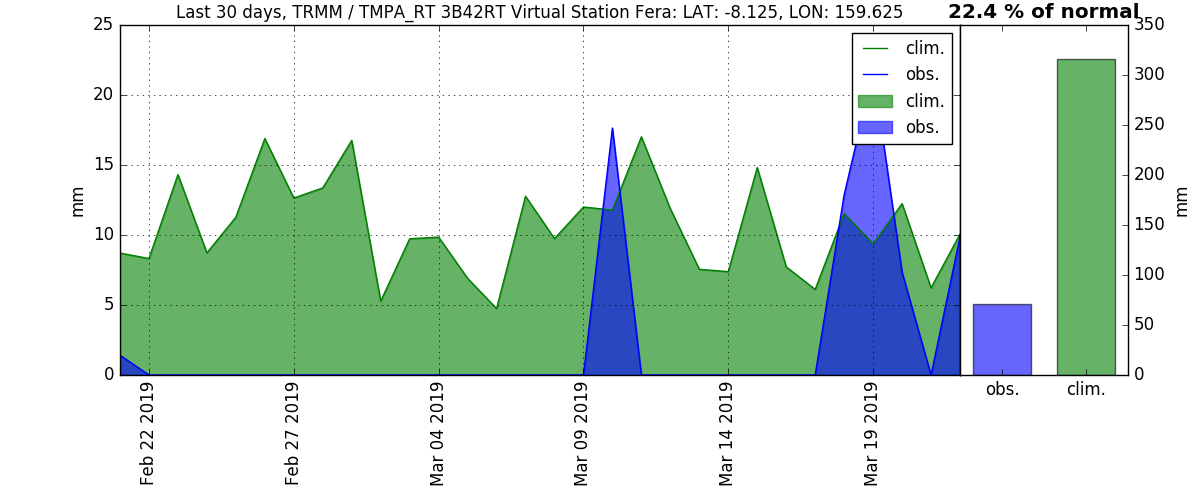 Last 30 days, TRMM / TMPA_RT 3B42RT Virtual Station Fera: LAT: -8.125, LON: 159.625
22.4 % of normal
25
20
15
10
5
0
mm
clim.
obs.
clim.
obs.
350
300
250
200
150
100
50
0
mm
obs.
clim.
Feb 22 2019
Feb 27 2019
Mar 04 2019
Mar 09 2019
Mar 14 2019
Mar 19 2019